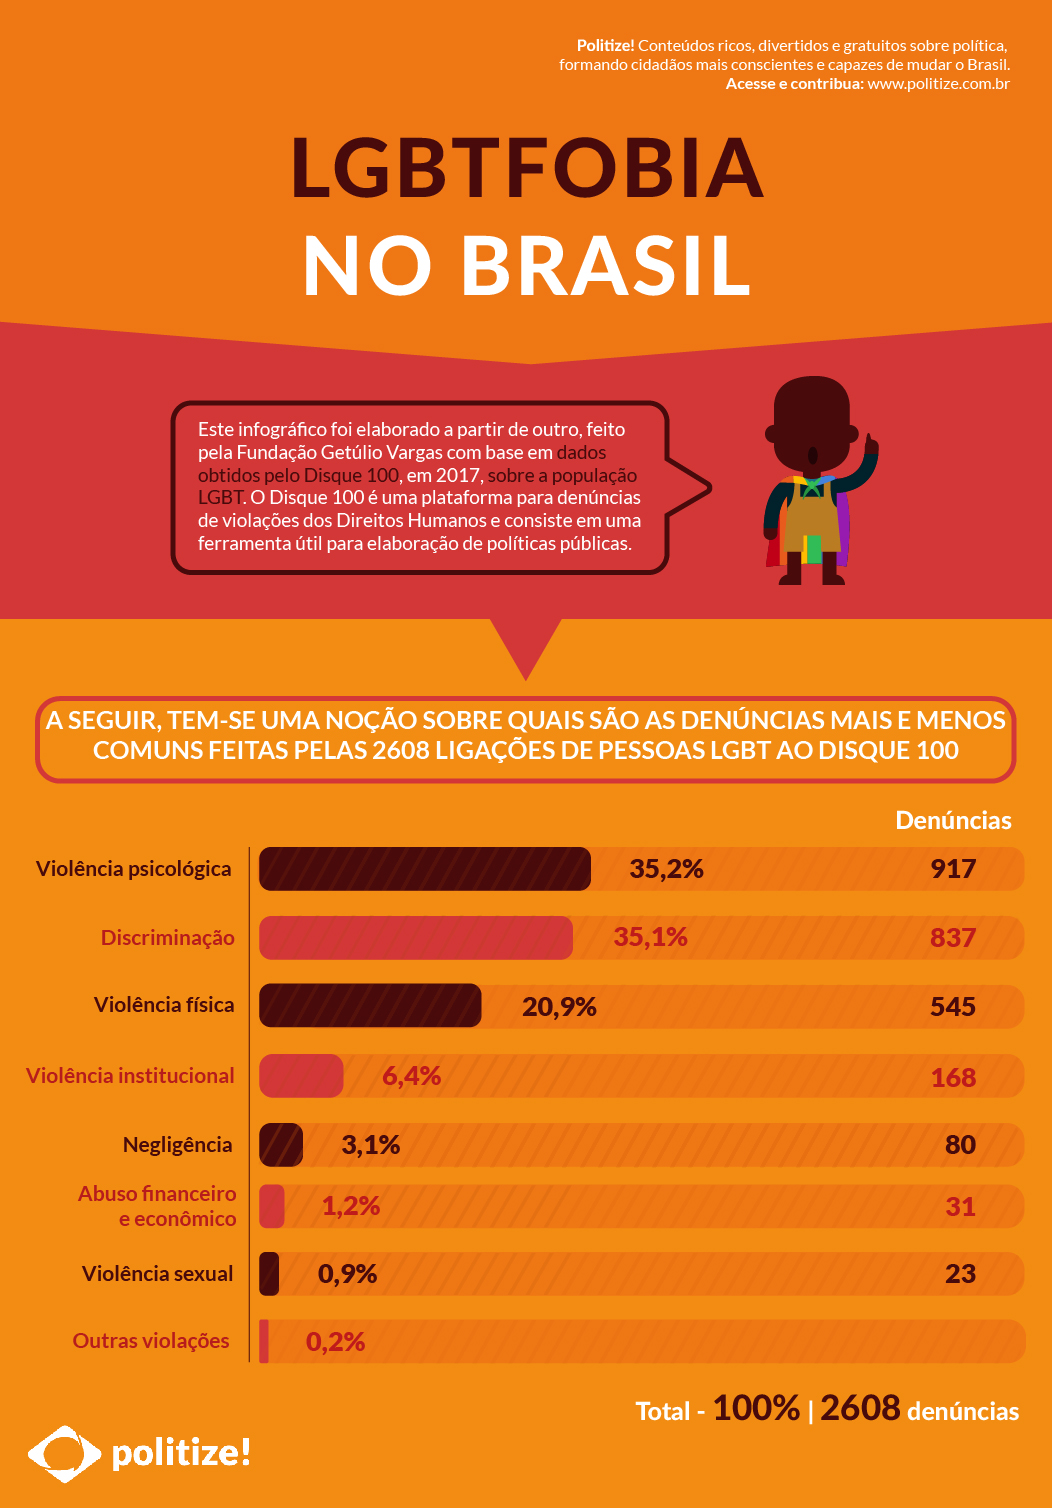 Politize! Conteúdos ricos, divertidos e gratuitos sobre política,
formando cidadãos mais conscientes e capazes de mudar o Brasil.
Acesse e contribua: www.politize.com.br
LGBTFOBIA
NO BRASIL
Este infográfico foi elaborado a partir de outro, feito
pela Fundação Getúlio Vargas com base em dados
obtidos pelo Disque 100, em 2017, sobre a população
LGBT. O Disque 100 é uma plataforma para denúncias
de violações dos Direitos Humanos e consiste em uma
ferramenta útil para elaboração de políticas públicas.
A SEGUIR, TEM-SE UMA NOÇÃO SOBRE QUAIS SÃO AS DENÚNCIAS MAIS E MENOS
COMUNS FEITAS PELAS 2608 LIGAÇÕES DE PESSOAS LGBT AO DISQUE 100
Denúncias
Violência psicológica 35,2% 917
Discriminação 35,1% 837
Violência física 20,9% 545
Violência institucional 6,4% 168
Negligência 3,1% 80
Abuso financeiro
e econômico 1,2% 31
Violência sexual 0,9% 23
Outras violações 0,2%
Total - 100% | 2608 denúncias
politize!